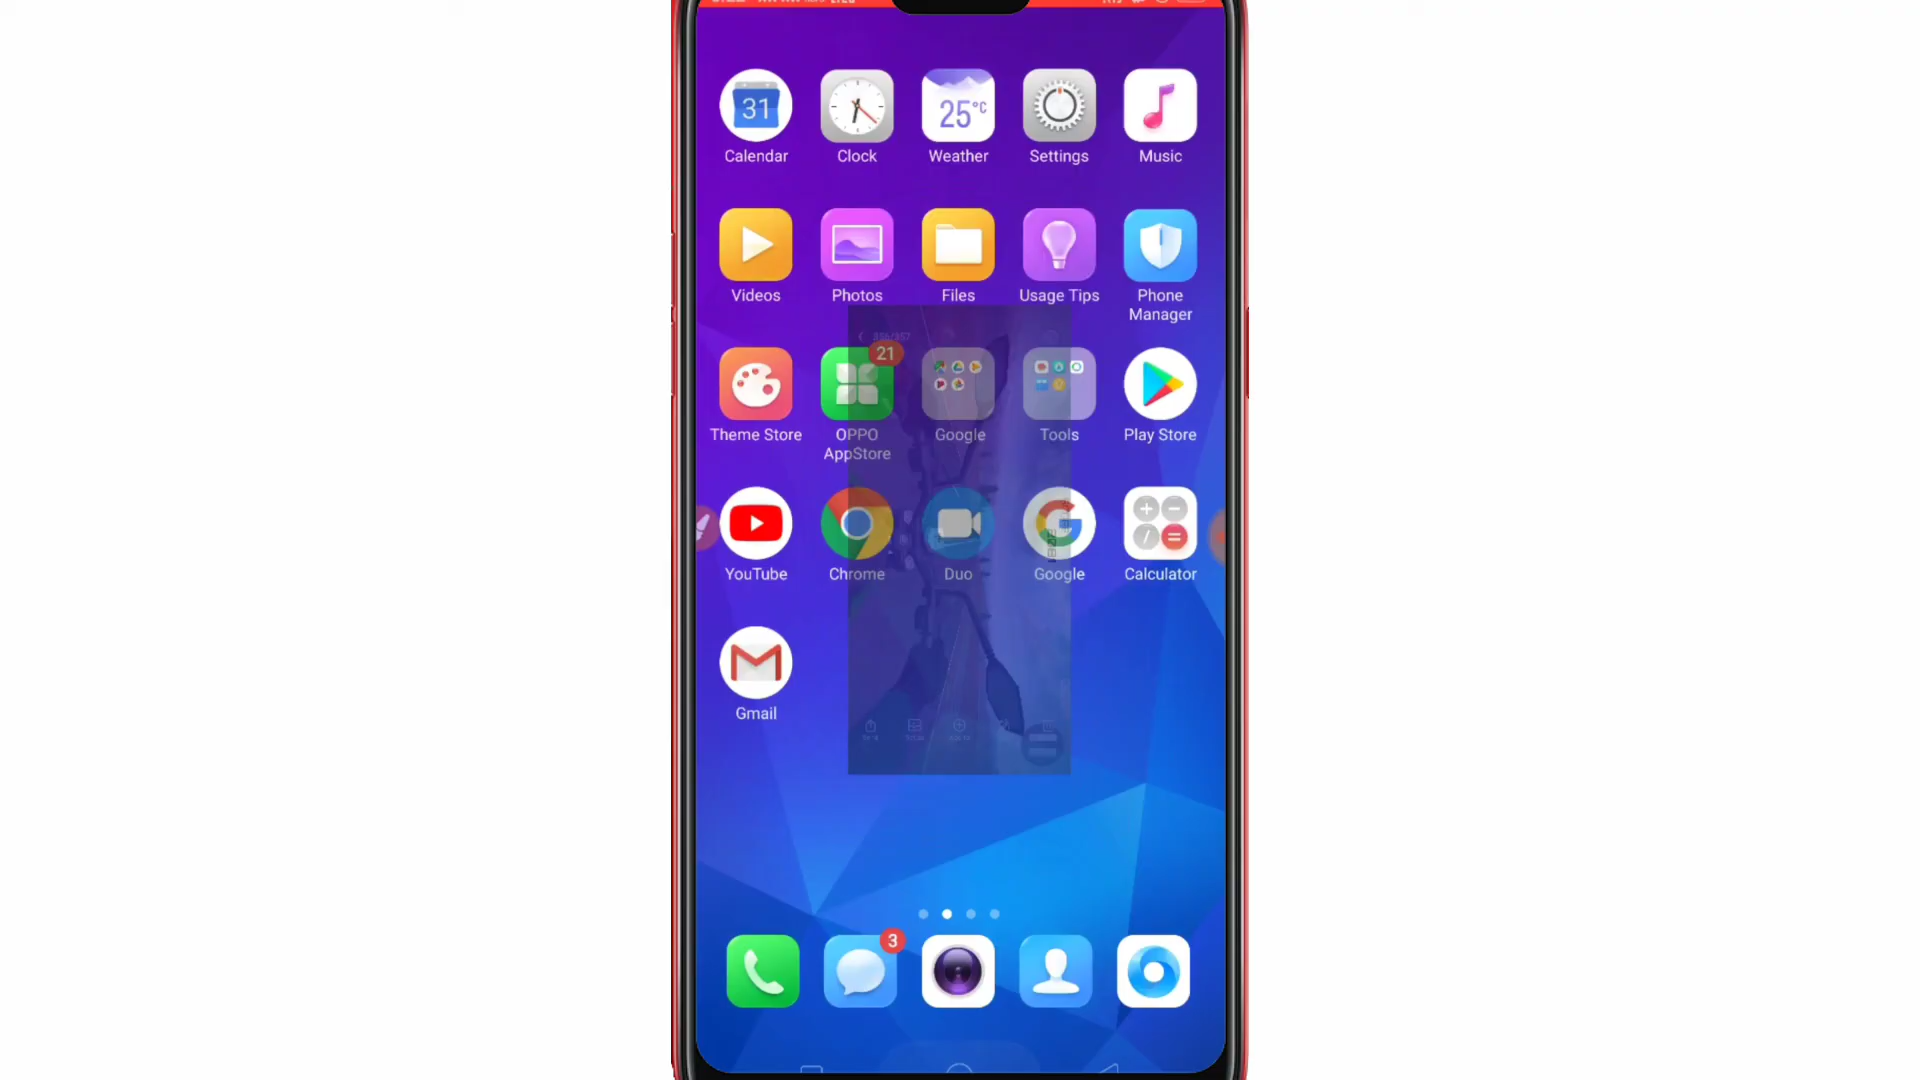 31
25°C
Calendar Clock Weather Settings Music
Videos Photos Files Usage Tips Phone Manager
21
Theme Store OPPO AppStore Google Tools Play Store
YouTube Chrome Duo Google Calculator
Gmail
3